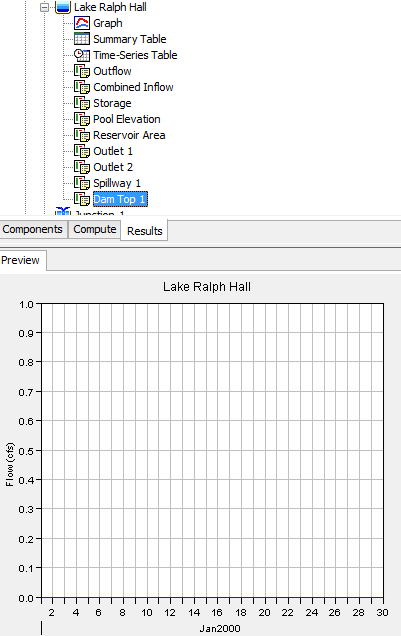 Lake Ralph Hall
Graph
Summary Table
Time-Series Table
Outflow
Combined Inflow
Storage
Pool Elevation
Reservoir Area
Outlet 1
Outlet 2
Spillway 1
Dam Top 1
Junction-1
Components Compute Results
Preview
Lake Ralph Hall
1.0
0.9
0.8
0.7
0.6
0.5
0.4
0.3
0.2
0.1
0.0
Flow (cfs)
2 4 6 8 10 12 14 16 18 20 22 24 26 28 30
Jan2000